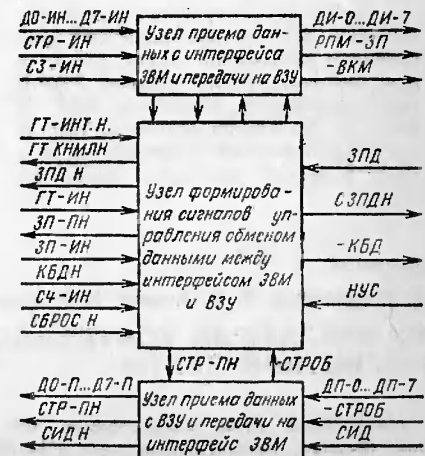 Д0-ИН...Д7-ИН
СТР-ИН
СЗ-ИН
Узел приема дан-
ных с интерфейса
ЭВМ и передачи на ВЗУ
ДИ-0...ДИ-7
РПМ-ЗП
-ВКМ
ГТ-ИНТ.Н.
ГТ КНМЛН
ЗПД Н
ГТ-ИН
ЗП-ПН
ЗП-ИН
КБДН
СЧ-ИН
СБРОС Н
Узел формирова-
ния сигналов уп-
равления обменом
данными между
интерфейсом ЭВМ
и ВЗУ
ЗПД
СЗПДН
-КБД
НУС
СТР-ПН
СТРОБ
Д0-П...Д7-П
СТР-ПН
СИД Н
Узел приема данных
с ВЗУ и передачи на
интерфейс ЭВМ
ДП-0...ДП-7
-СТРОБ
СИД